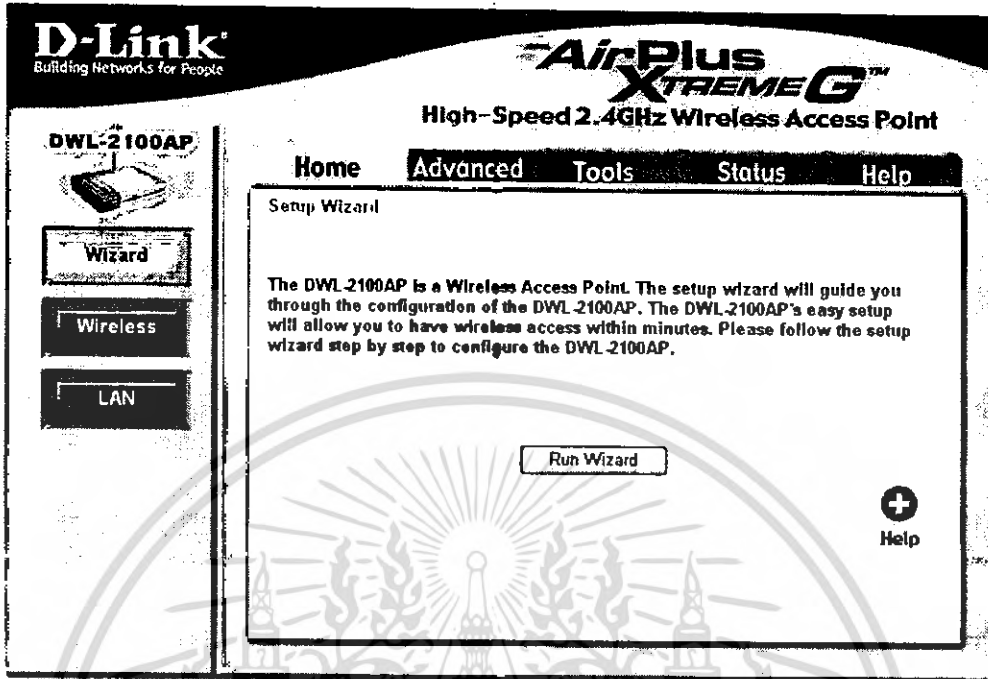 D-Link
Building Networks for People
AirPlus
XTREME G™
High-Speed 2.4GHz Wireless Access Point
DWL-2100AP
Home Advanced Tools Status Help
Wizard
Wireless
LAN
Setup Wizard
The DWL-2100AP is a Wireless Access Point. The setup wizard will guide you
through the configuration of the DWL-2100AP. The DWL-2100AP's easy setup
will allow you to have wireless access within minutes. Please follow the setup
wizard step by step to configure the DWL-2100AP.
Run Wizard
Help